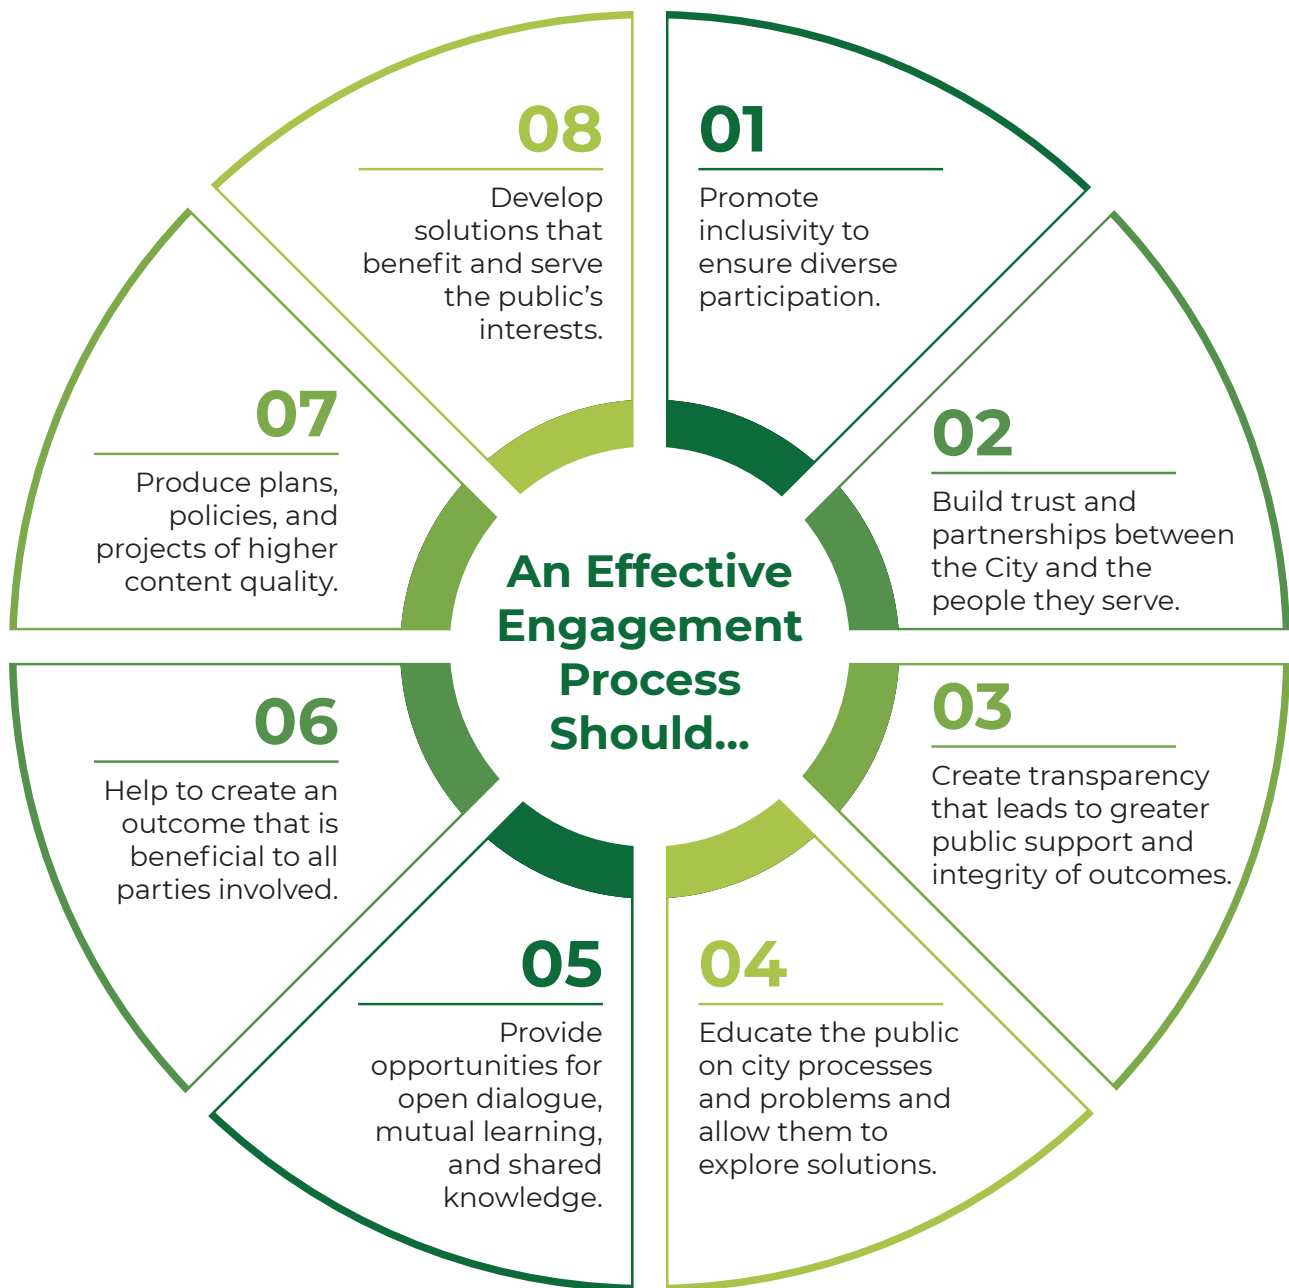 An Effective
Engagement
Process
Should...
01
Promote
inclusivity to
ensure diverse
participation.
02
Build trust and
partnerships between
the City and the
people they serve.
03
Create transparency
that leads to greater
public support and
integrity of outcomes.
04
Educate the public
on city processes
and problems and
allow them to
explore solutions.
05
Provide
opportunities for
open dialogue,
mutual learning,
and shared
knowledge.
06
Help to create an
outcome that is
beneficial to all
parties involved.
07
Produce plans,
policies, and
projects of higher
content quality.
08
Develop
solutions that
benefit and serve
the public’s
interests.